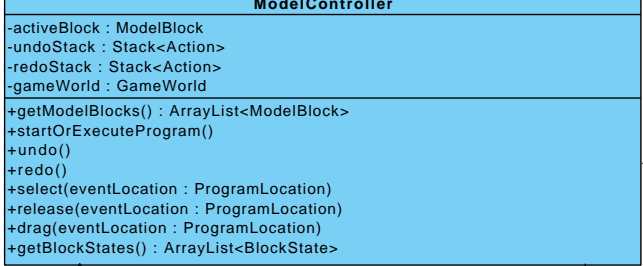 ModelController
-activeBlock : ModelBlock
-undoStack : Stack<Action>
-redoStack : Stack<Action>
-gameWorld : GameWorld
+getModelBlocks() : ArrayList<ModelBlock>
+startOrExecuteProgram()
+undo()
+redo()
+select(eventLocation : ProgramLocation)
+release(eventLocation : ProgramLocation)
+drag(eventLocation : ProgramLocation)
+getBlockStates() : ArrayList<BlockState>